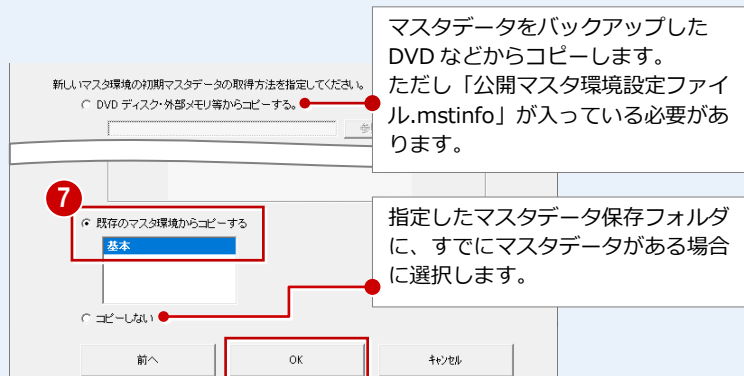 マスタデータをバックアップした
DVD などからコピーします。
ただし「公開マスタ環境設定ファイ
ル.mstinfo」が入っている必要があ
ります。
新しいマスタ環境の初期マスタデータの取得方法を指定してください。
DVD ディスク・外部メモリ等からコピーする。
7
既存のマスタ環境からコピーする
基本
指定したマスタデータ保存フォルダ
に、すでにマスタデータがある場合
に選択します。
コピーしない
前へ
OK
キャンセル